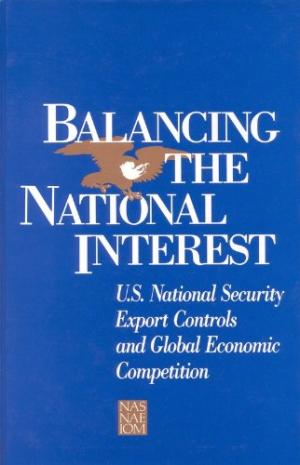 BALANCING
THE
NATIONAL
INTEREST
U.S. National Security
Export Controls
and Global Economic
Competition
NAS
NAE
IOM